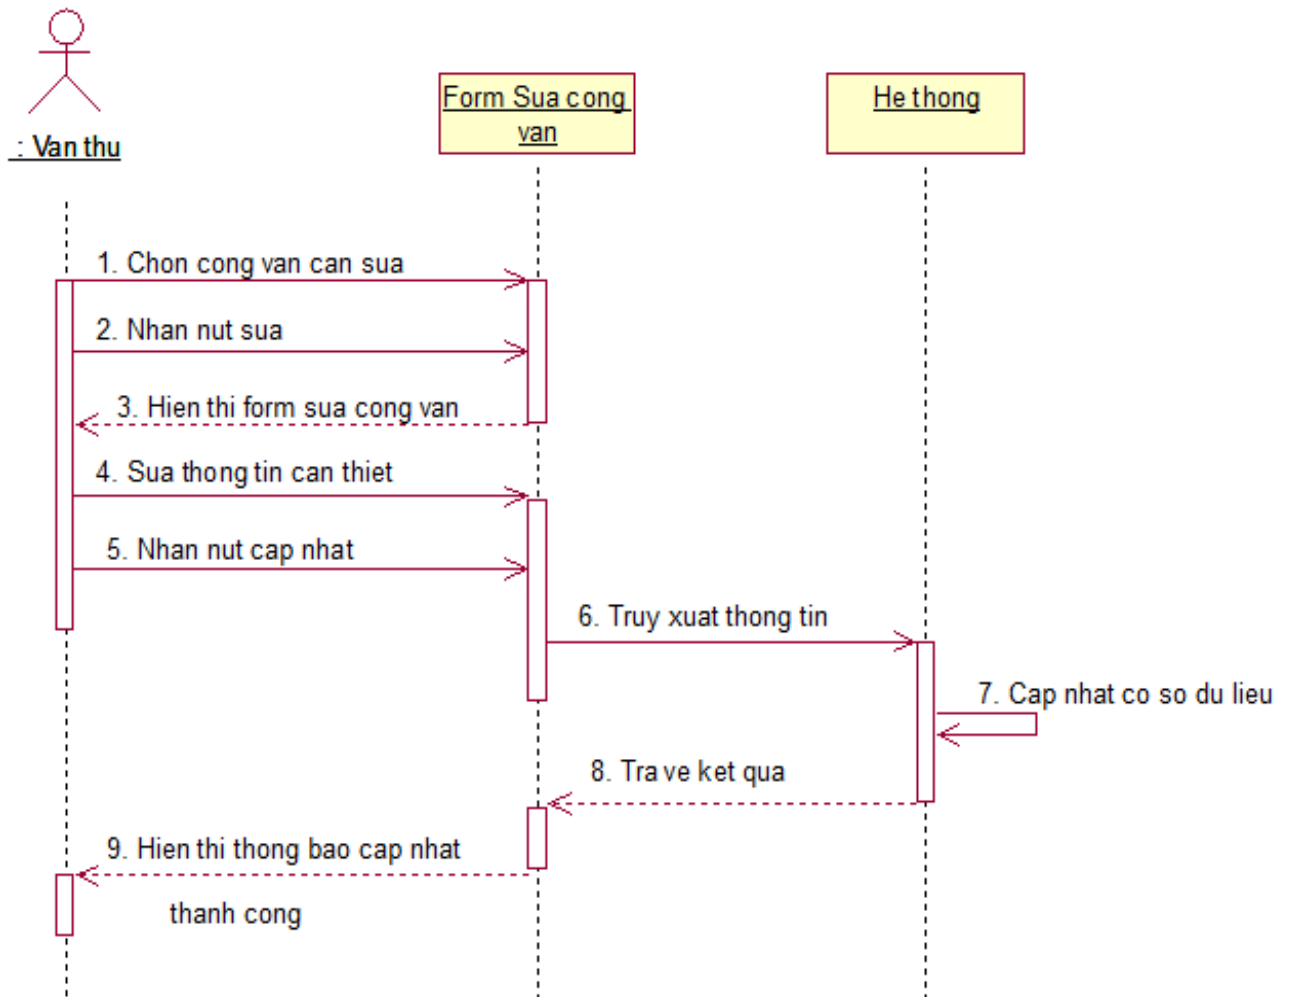 : Van thu
Form Sua cong
van
He thong
1. Chon cong van can sua
2. Nhan nut sua
3. Hien thi form sua cong van
4. Sua thong tin can thiet
5. Nhan nut cap nhat
6. Truy xuat thong tin
7. Cap nhat co so du lieu
8. Tra ve ket qua
9. Hien thi thong bao cap nhat
thanh cong